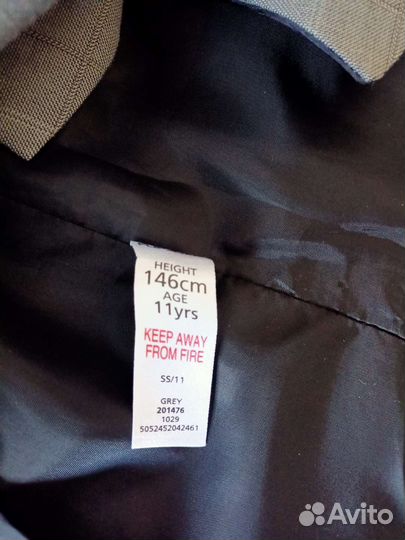 HEIGHT
146cm
AGE
11yrs
KEEP AWAY
FROM FIRE
SS/11
GREY
201476
1029
5052452042461
Avito